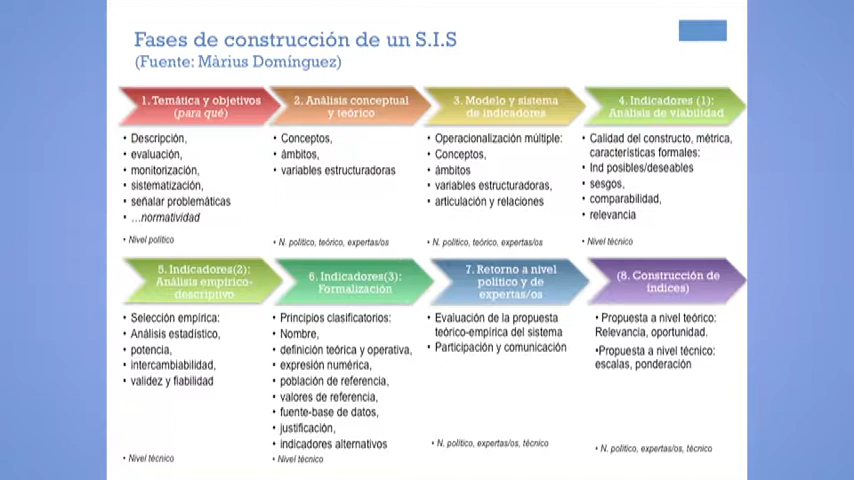 Fases de construcción de un S.I.S
(Fuente: Màrius Domínguez)
1. Temática y objetivos
(para qué)
• Descripción,
• evaluación,
• monitorización,
• sistematización,
• señalar problemáticas
• ...normatividad
• Nivel político
2. Análisis conceptual
y teórico
• Conceptos,
• ámbitos,
• variables estructuradoras
• N. político, teórico, expertas/os
3. Modelo y sistema
de indicadores
• Operacionalización múltiple:
• Conceptos,
• ámbitos
• variables estructuradoras,
• articulación y relaciones
• N. político, teórico, expertas/os
4. Indicadores (1):
Análisis de viabilidad
• Calidad del constructo, métrica,
características formales:
• Ind posibles/deseables
• sesgos,
• comparabilidad,
• relevancia
• Nivel técnico
5. Indicadores(2):
Análisis empírico-
descriptivo
• Selección empírica:
• Análisis estadístico,
• potencia,
• intercambiabilidad,
• validez y fiabilidad
• Nivel técnico
6. Indicadores(3):
Formalización
• Principios clasificatorios:
• Nombre,
• definición teórica y operativa,
• expresión numérica,
• población de referencia,
• valores de referencia,
• fuente-base de datos,
• justificación,
• indicadores alternativos
• Nivel técnico
7. Retorno a nivel
político y de
expertas/os
• Evaluación de la propuesta
teórico-empírica del sistema
• Participación y comunicación
• N. político, expertas/os, técnico
(8. Construcción de
índices)
• Propuesta a nivel teórico:
Relevancia, oportunidad.
•Propuesta a nivel técnico:
escalas, ponderación
• N. político, expertas/os, técnico